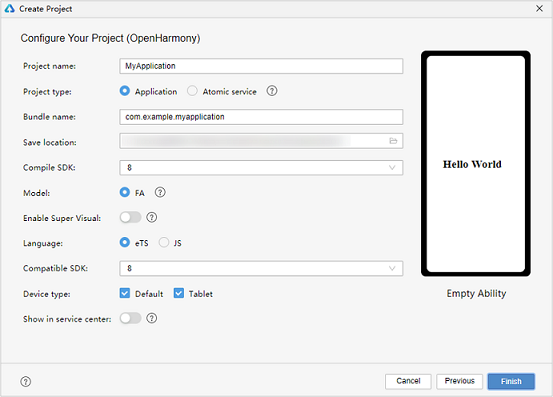 Create Project
Configure Your Project (OpenHarmony)
Project name: MyApplication
Project type: Application Atomic service
Bundle name: com.example.myapplication
Save location:
Compile SDK: 8
Model: FA
Enable Super Visual:
Language: eTS JS
Compatible SDK: 8
Device type: Default Tablet
Show in service center:
Hello World
Empty Ability
Cancel Previous Finish